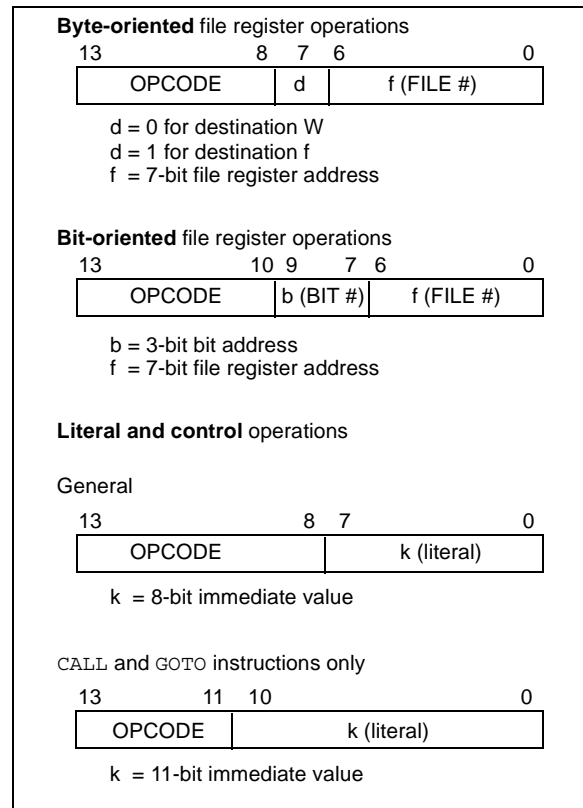 Byte-oriented file register operations
13 8 7 6 0
OPCODE d f (FILE #)
d = 0 for destination W
d = 1 for destination f
f = 7-bit file register address
Bit-oriented file register operations
13 10 9 7 6 0
OPCODE b (BIT #) f (FILE #)
b = 3-bit bit address
f = 7-bit file register address
Literal and control operations
General
13 8 7 0
OPCODE k (literal)
k = 8-bit immediate value
CALL and GOTO instructions only
13 11 10 0
OPCODE k (literal)
k = 11-bit immediate value